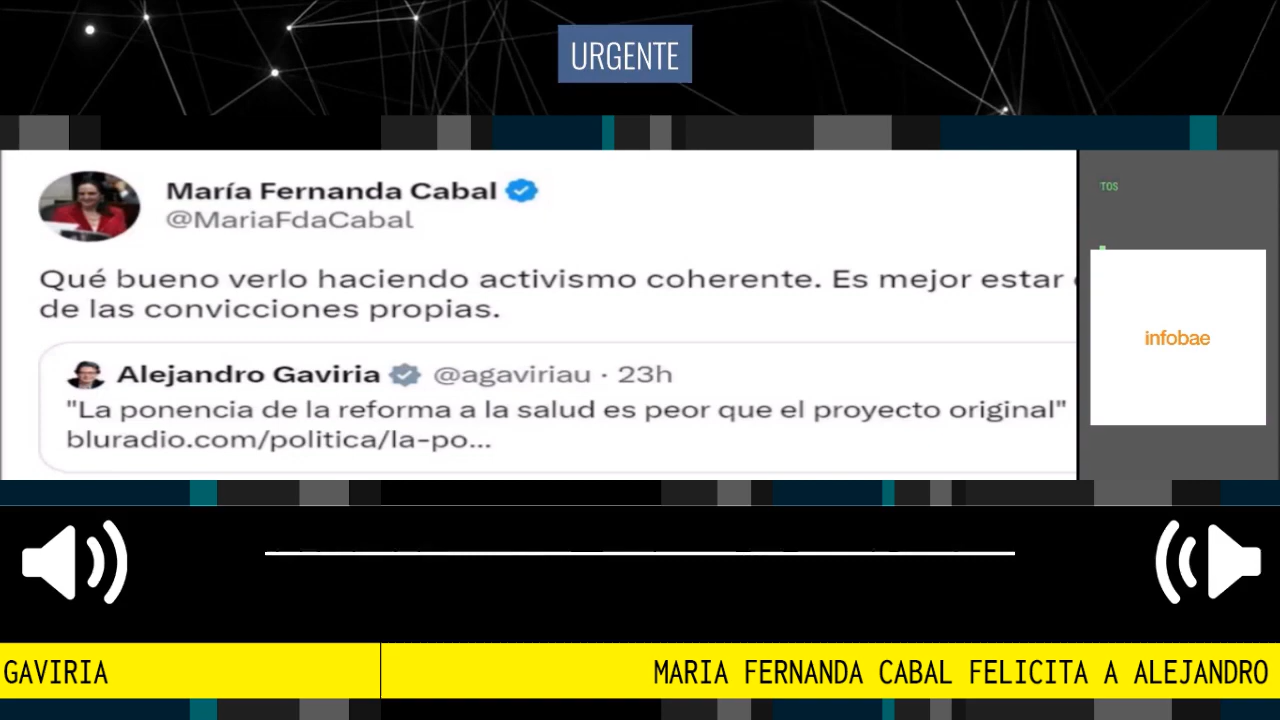 URGENTE
María Fernanda Cabal
@MariaFdaCabal
Qué bueno verlo haciendo activismo coherente. Es mejor estar
de las convicciones propias.
Alejandro Gaviria @agaviriau · 23h
"La ponencia de la reforma a la salud es peor que el proyecto original"
bluradio.com/politica/la-po...
TOS
infobae
GAVIRIA
MARIA FERNANDA CABAL FELICITA A ALEJANDRO